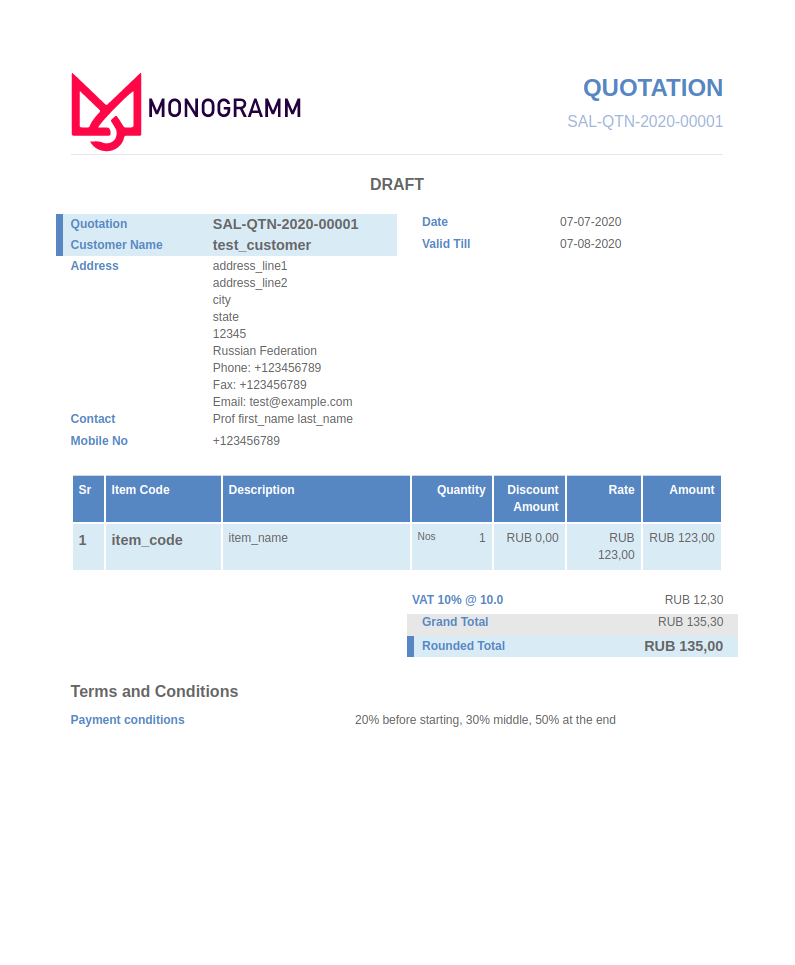 MONOGRAMM
QUOTATION
SAL-QTN-2020-00001
DRAFT
Quotation SAL-QTN-2020-00001
Customer Name test_customer
Address address_line1
address_line2
city
state
12345
Russian Federation
Phone: +123456789
Fax: +123456789
Email: test@example.com
Contact Prof first_name last_name
Mobile No +123456789
Date 07-07-2020
Valid Till 07-08-2020
Sr Item Code Description Quantity Discount Rate Amount
Amount
1 item_code item_name Nos 1 RUB 0,00 RUB RUB 123,00
123,00
VAT 10% @ 10.0 RUB 12,30
Grand Total RUB 135,30
Rounded Total RUB 135,00
Terms and Conditions
Payment conditions 20% before starting, 30% middle, 50% at the end